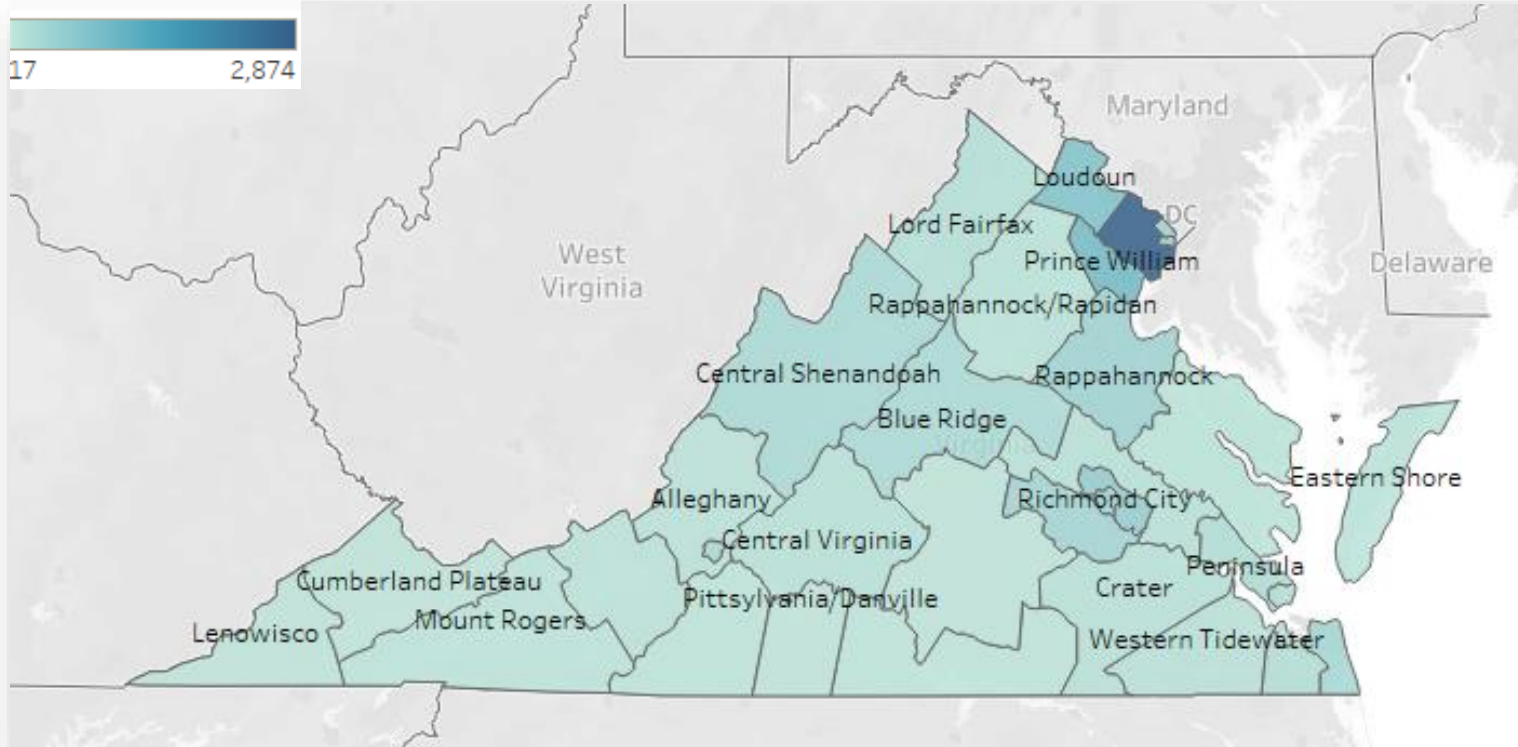 17
2,874
Maryland
Loudoun
DC
Lord Fairfax
West
Virginia
Prince William
Delaware
Rappahannock/Rapidan
Central Shenandoah
Rappahannock
Blue Ridge
Virginia
Eastern Shore
Alleghany
Richmond City
Central Virginia
Peninsula
Cumberland Plateau
Crater
Pittsylvania/Danville
Mount Rogers
Lenowisco
Western Tidewater